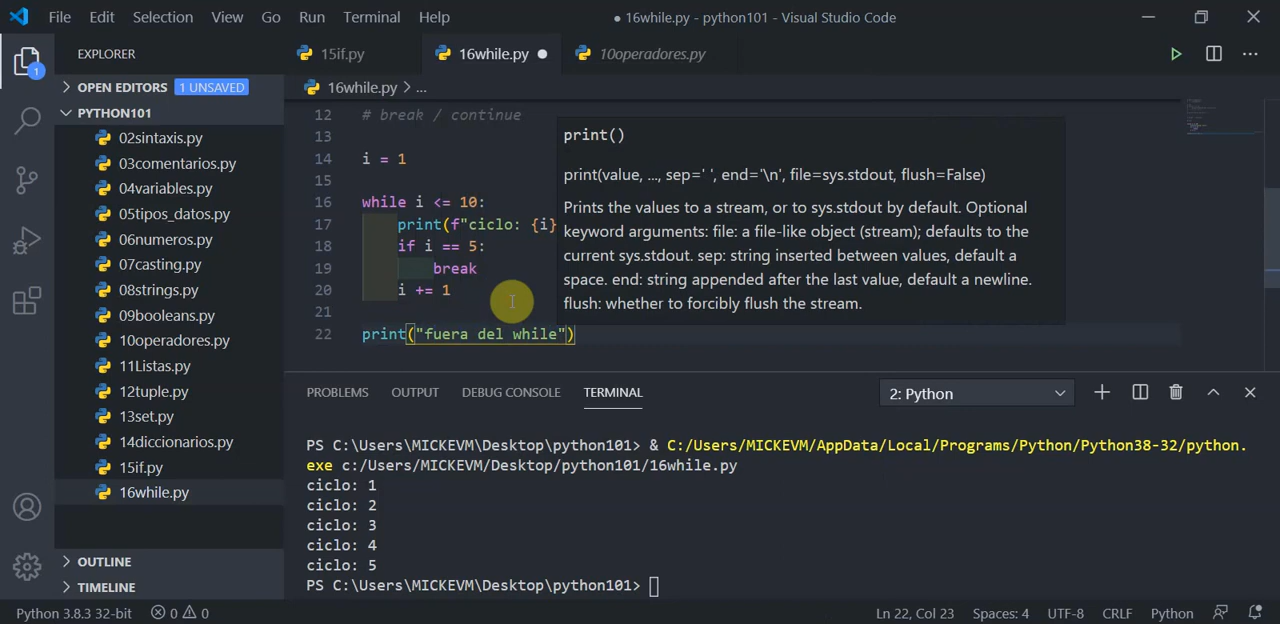 File Edit Selection View Go Run Terminal Help
● 16while.py - python101 - Visual Studio Code
EXPLORER
15if.py
16while.py
10operadores.py
OPEN EDITORS 1 UNSAVED
16while.py > ...
PYTHON101
02sintaxis.py
03comentarios.py
04variables.py
05tipos_datos.py
06numeros.py
07casting.py
08strings.py
09booleans.py
10operadores.py
11Listas.py
12tuple.py
13set.py
14diccionarios.py
15if.py
16while.py
OUTLINE
TIMELINE
1
12 # break / continue
13
14 i = 1
15
16 while i <= 10:
17 print(f"ciclo: {i}
18 if i == 5:
19 break
20 i += 1
21
22 print("fuera del while")
print()
print(value, ..., sep=' ', end='\n', file=sys.stdout, flush=False)
Prints the values to a stream, or to sys.stdout by default. Optional
keyword arguments: file: a file-like object (stream); defaults to the
current sys.stdout. sep: string inserted between values, default a
space. end: string appended after the last value, default a newline.
flush: whether to forcibly flush the stream.
PROBLEMS OUTPUT DEBUG CONSOLE TERMINAL
2: Python
PS C:\Users\MICKEVM\Desktop\python101> & C:/Users/MICKEVM/AppData/Local/Programs/Python/Python38-32/python.
exe c:/Users/MICKEVM/Desktop/python101/16while.py
ciclo: 1
ciclo: 2
ciclo: 3
ciclo: 4
ciclo: 5
PS C:\Users\MICKEVM\Desktop\python101>
Python 3.8.3 32-bit 0 0
Ln 22, Col 23 Spaces: 4 UTF-8 CRLF Python